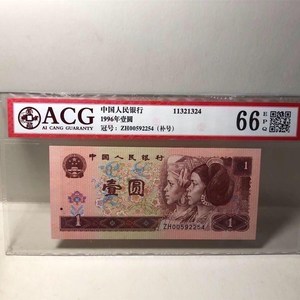 ACG
AI CANG GUARANTY
中国人民银行
11321324
1996年壹圆
冠号：ZH00592254（补号）
66 EPQ
中国人民银行
1
壹圆
1
ZH00592254